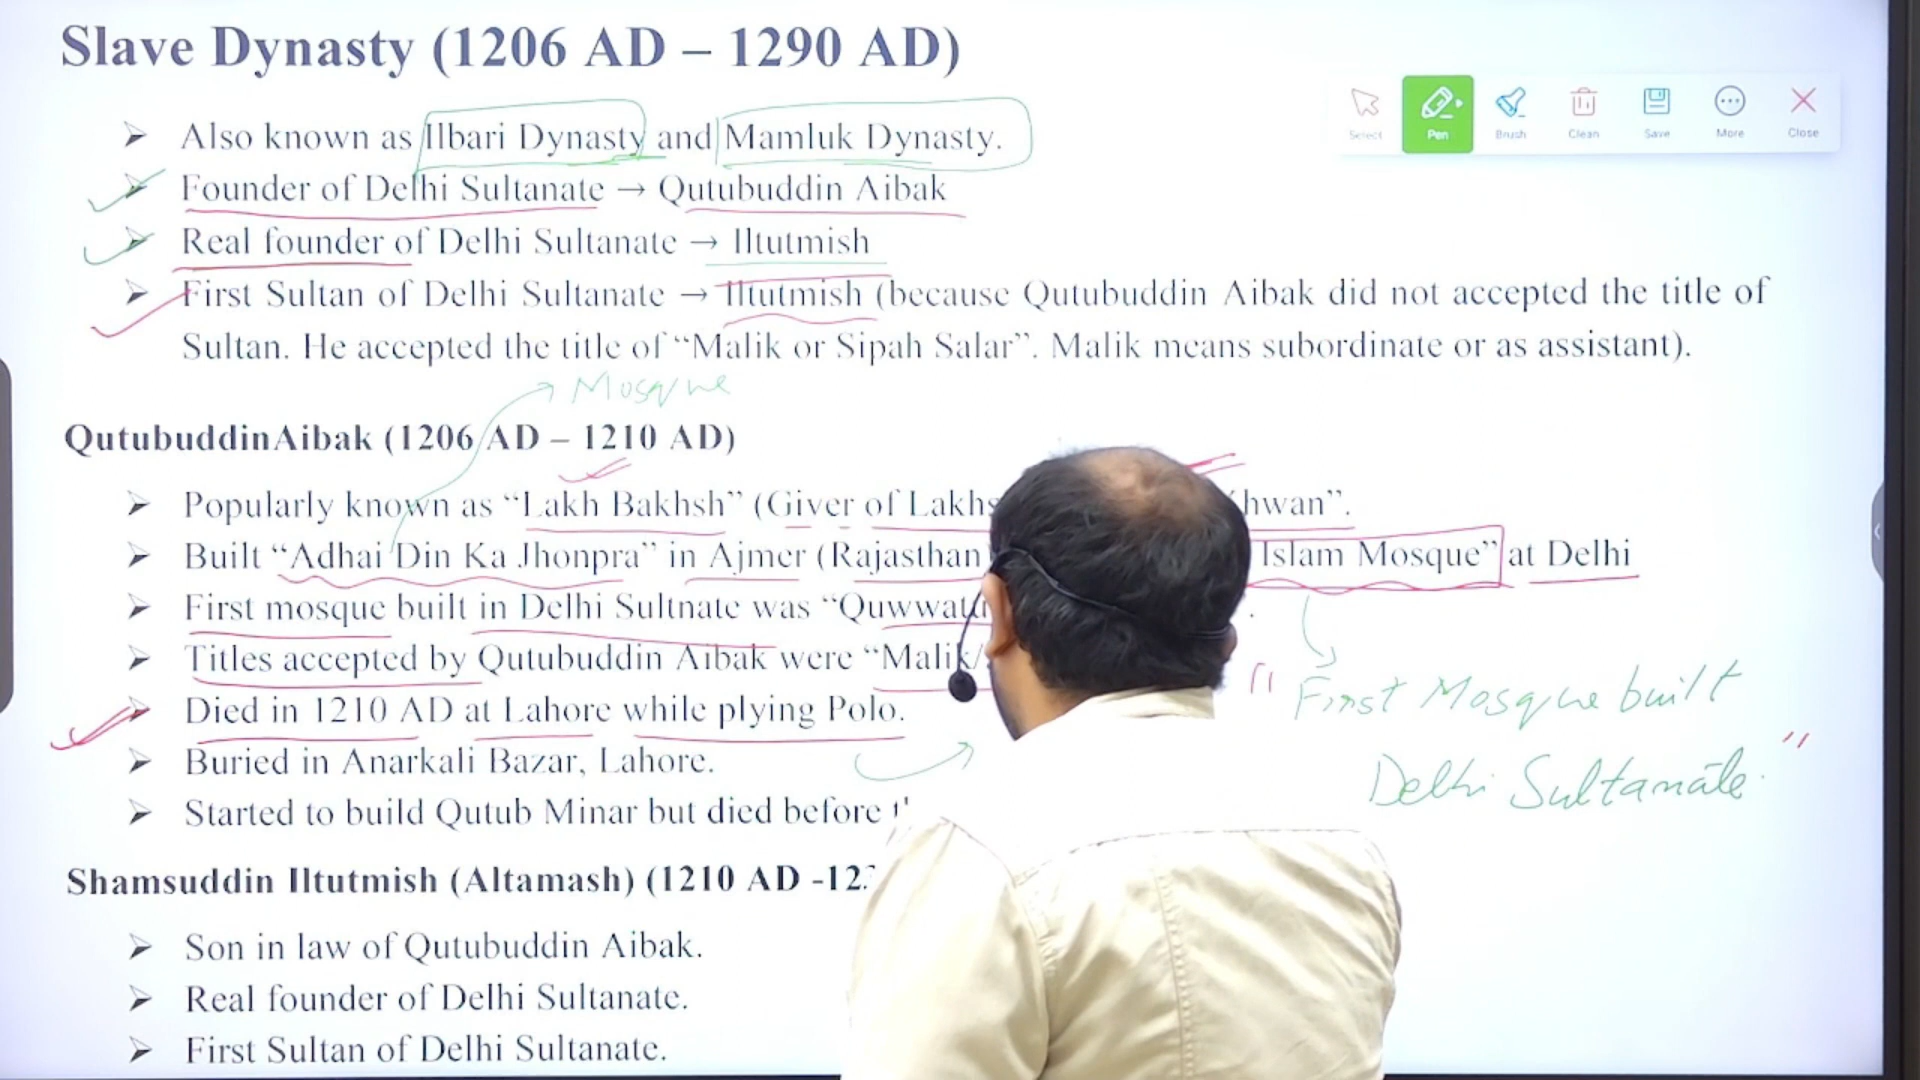 Slave Dynasty (1206 AD – 1290 AD)
Select Pen Brush Clean Save More Close
➤ Also known as Ilbari Dynasty and Mamluk Dynasty.
➤ Founder of Delhi Sultanate → Qutubuddin Aibak
➤ Real founder of Delhi Sultanate → Iltutmish
➤ First Sultan of Delhi Sultanate → Iltutmish (because Qutubuddin Aibak did not accepted the title of
Sultan. He accepted the title of “Malik or Sipah Salar”. Malik means subordinate or as assistant).
Mosque
QutubuddinAibak (1206 AD – 1210 AD)
➤ Popularly known as “Lakh Bakhsh” (Giver of Lakhs hwan”.
➤ Built “Adhai Din Ka Jhonpra” in Ajmer (Rajasthan) Islam Mosque” at Delhi
➤ First mosque built in Delhi Sultnate was “Quwwatu .
➤ Titles accepted by Qutubuddin Aibak were “Malik/
➤ Died in 1210 AD at Lahore while plying Polo.
"First Mosque built
Delhi Sultanate."
➤ Buried in Anarkali Bazar, Lahore.
➤ Started to build Qutub Minar but died before
Shamsuddin Iltutmish (Altamash) (1210 AD -12
➤ Son in law of Qutubuddin Aibak.
➤ Real founder of Delhi Sultanate.
➤ First Sultan of Delhi Sultanate.